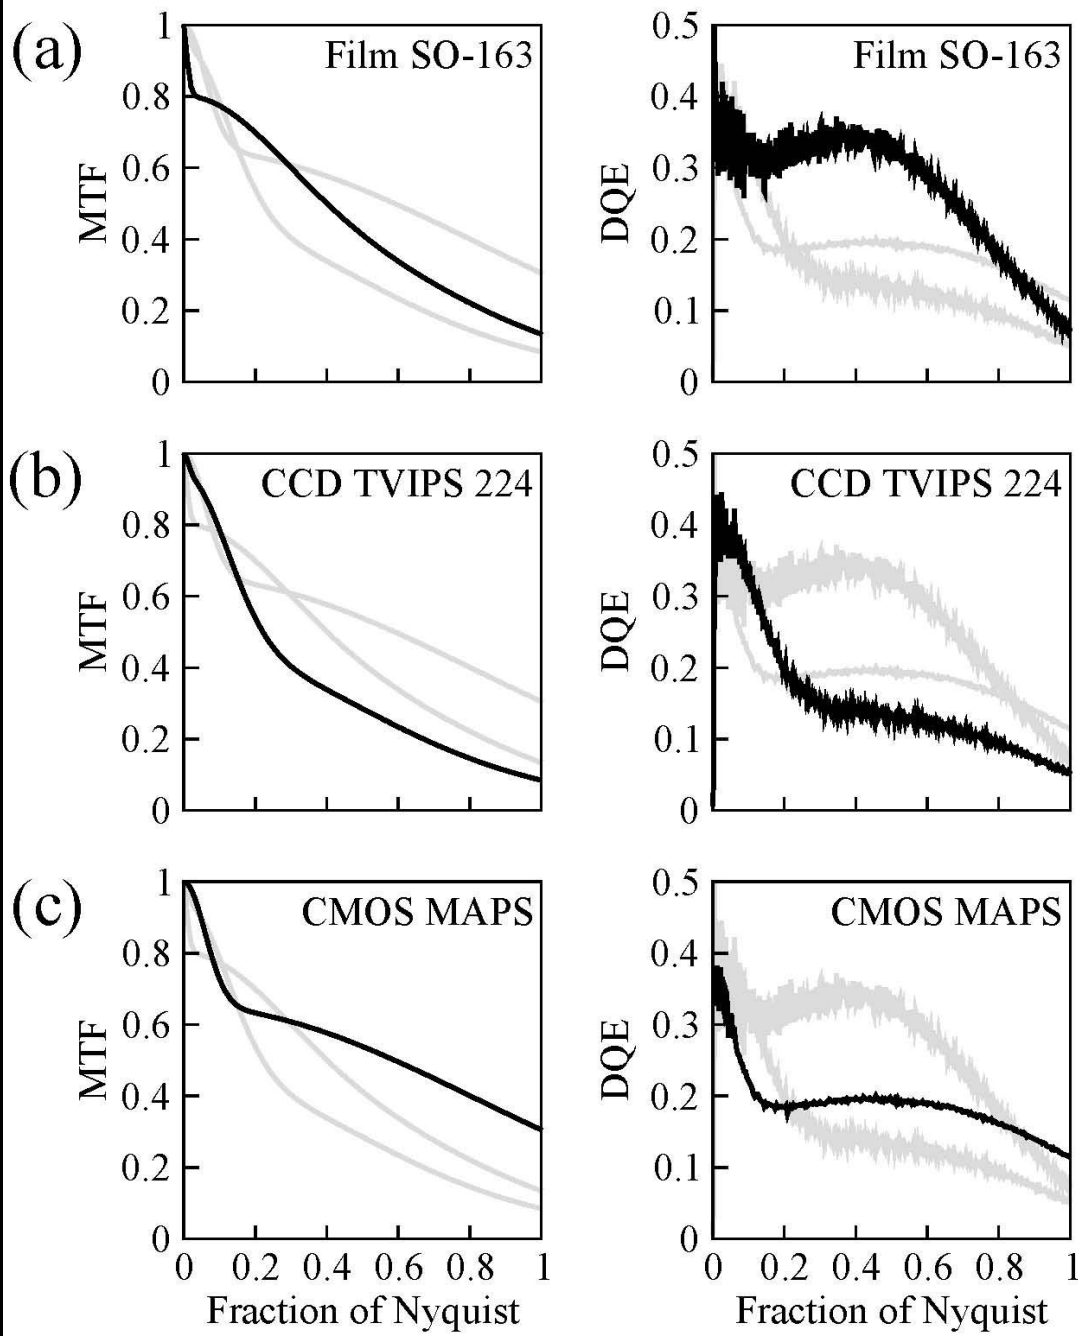 (a)
Film SO-163
MTF
1
0.8
0.6
0.4
0.2
0
Film SO-163
DQE
0.5
0.4
0.3
0.2
0.1
0
(b)
CCD TVIPS 224
MTF
1
0.8
0.6
0.4
0.2
0
CCD TVIPS 224
DQE
0.5
0.4
0.3
0.2
0.1
0
(c)
CMOS MAPS
MTF
1
0.8
0.6
0.4
0.2
0
0 0.2 0.4 0.6 0.8 1
Fraction of Nyquist
CMOS MAPS
DQE
0.5
0.4
0.3
0.2
0.1
0
0 0.2 0.4 0.6 0.8 1
Fraction of Nyquist